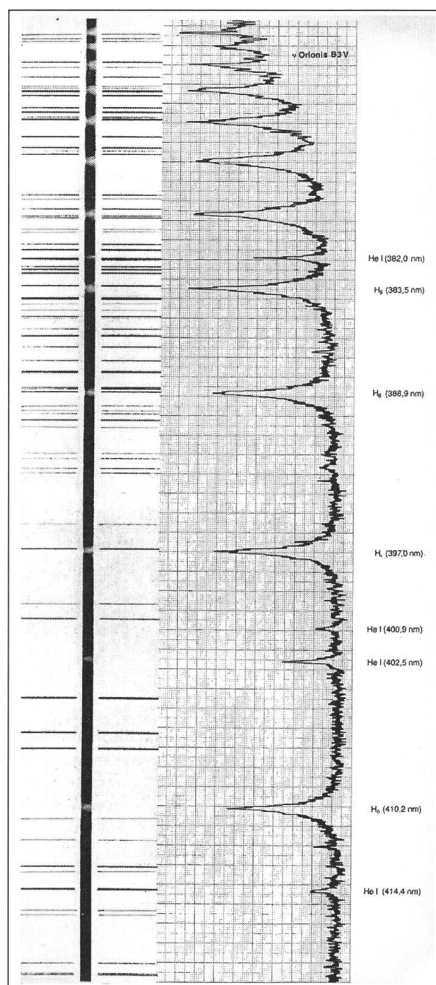 ν Orionis B3V
He I (382,0 nm)
H₉ (383,5 nm)
H₈ (388,9 nm)
Hε (397,0 nm)
He I (400,9 nm)
He I (402,5 nm)
Hδ (410,2 nm)
He I (414,4 nm)